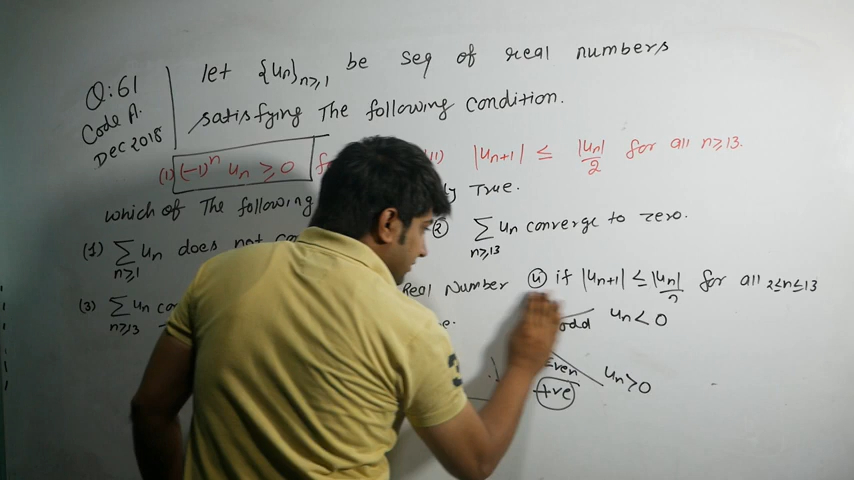 Q:61
Code A.
Dec 2018
let {un}n≥1 be seq of real numbers
satisfying The following Condition.
(1) (-1)^n un ≥ 0 |un+1| ≤ |un|/2 for all n ≥ 13.
which of The following ly True.
(1) ∑n≥1 un does not
(2) ∑n≥13 un converge to zero.
(3) ∑n≥13 un Real Number
(4) if |un+1| ≤ |un|/2 for all 2≤n≤13
odd un < 0
Even un > 0
+ve